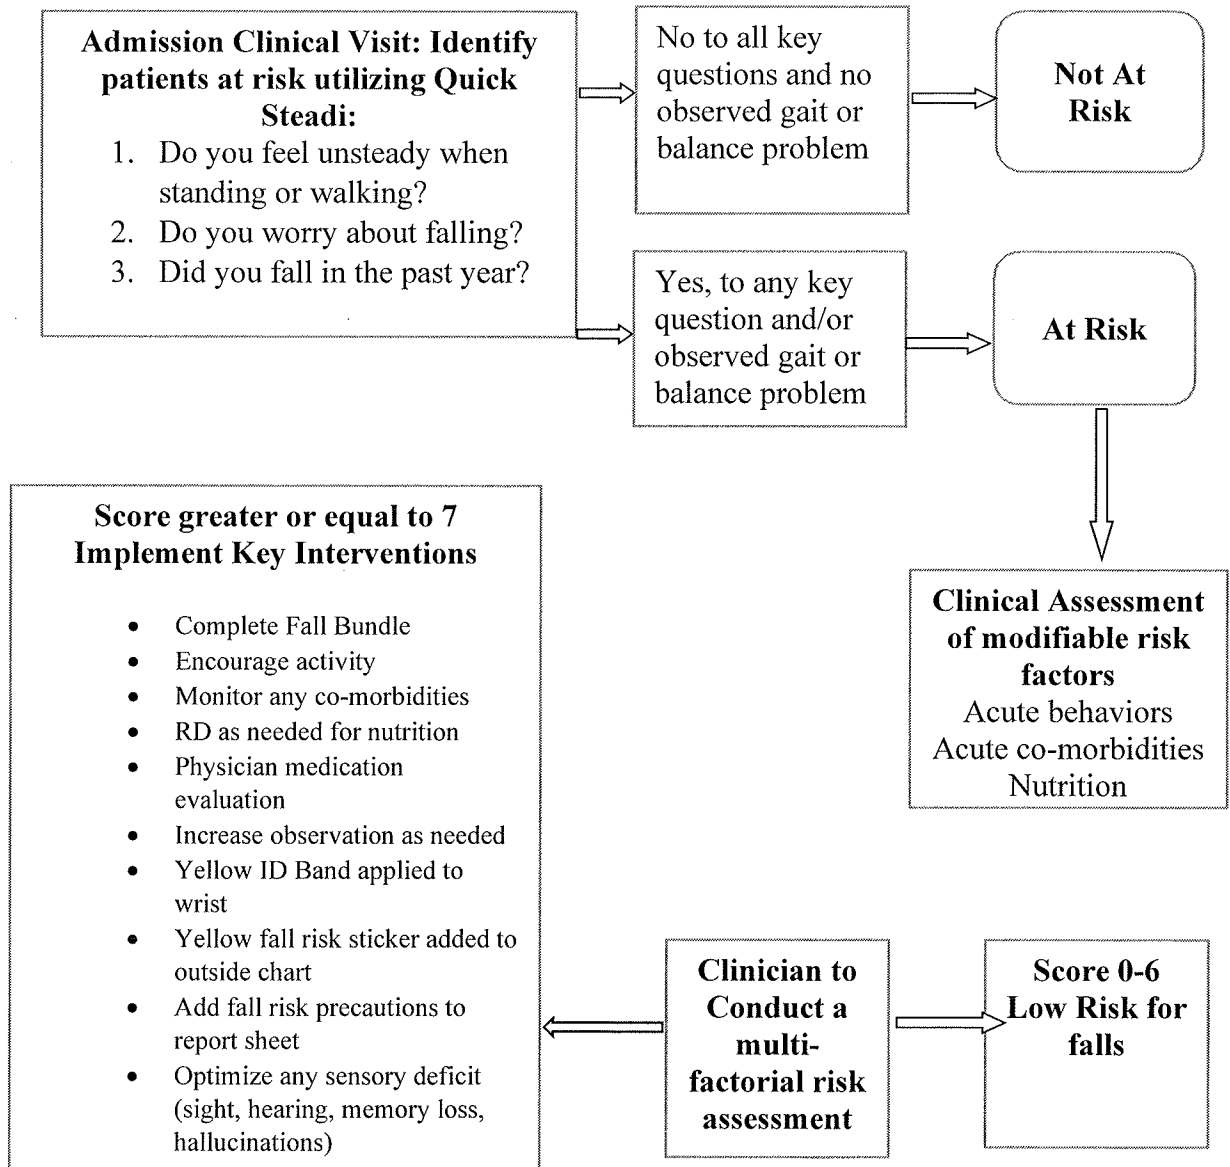 Admission Clinical Visit: Identify
patients at risk utilizing Quick
Steadi:
1. Do you feel unsteady when
standing or walking?
2. Do you worry about falling?
3. Did you fall in the past year?
No to all key
questions and no
observed gait or
balance problem
Not At
Risk
Yes, to any key
question and/or
observed gait or
balance problem
At Risk
Clinical Assessment
of modifiable risk
factors
Acute behaviors
Acute co-morbidities
Nutrition
Clinician to
Conduct a
multi-
factorial risk
assessment
Score 0-6
Low Risk for
falls
Score greater or equal to 7
Implement Key Interventions
• Complete Fall Bundle
• Encourage activity
• Monitor any co-morbidities
• RD as needed for nutrition
• Physician medication
evaluation
• Increase observation as needed
• Yellow ID Band applied to
wrist
• Yellow fall risk sticker added to
outside chart
• Add fall risk precautions to
report sheet
• Optimize any sensory deficit
(sight, hearing, memory loss,
hallucinations)